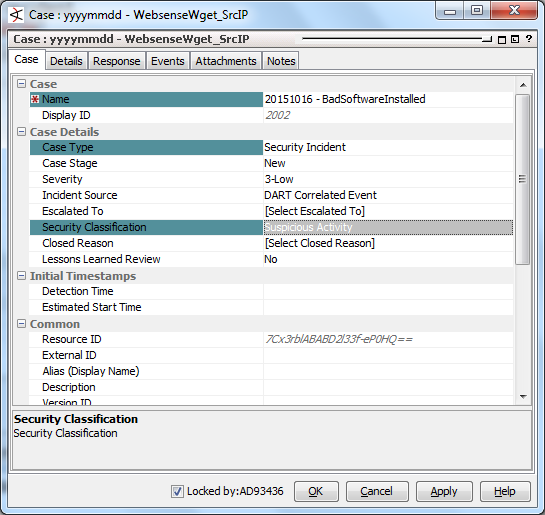 Case : yyyymmdd - WebsenseWget_SrcIP
Case : yyyymmdd - WebsenseWget_SrcIP ?
Case Details Response Events Attachments Notes
Case
* Name 20151016 - BadSoftwareInstalled
Display ID 2002
Case Details
Case Type Security Incident
Case Stage New
Severity 3-Low
Incident Source DART Correlated Event
Escalated To [Select Escalated To]
Security Classification Suspicious Activity
Closed Reason [Select Closed Reason]
Lessons Learned Review No
Initial Timestamps
Detection Time
Estimated Start Time
Common
Resource ID 7Cx3rblABABD2l33f-eP0HQ==
External ID
Alias (Display Name)
Description
Version ID
Security Classification
Security Classification
Locked by:AD93436 OK Cancel Apply Help